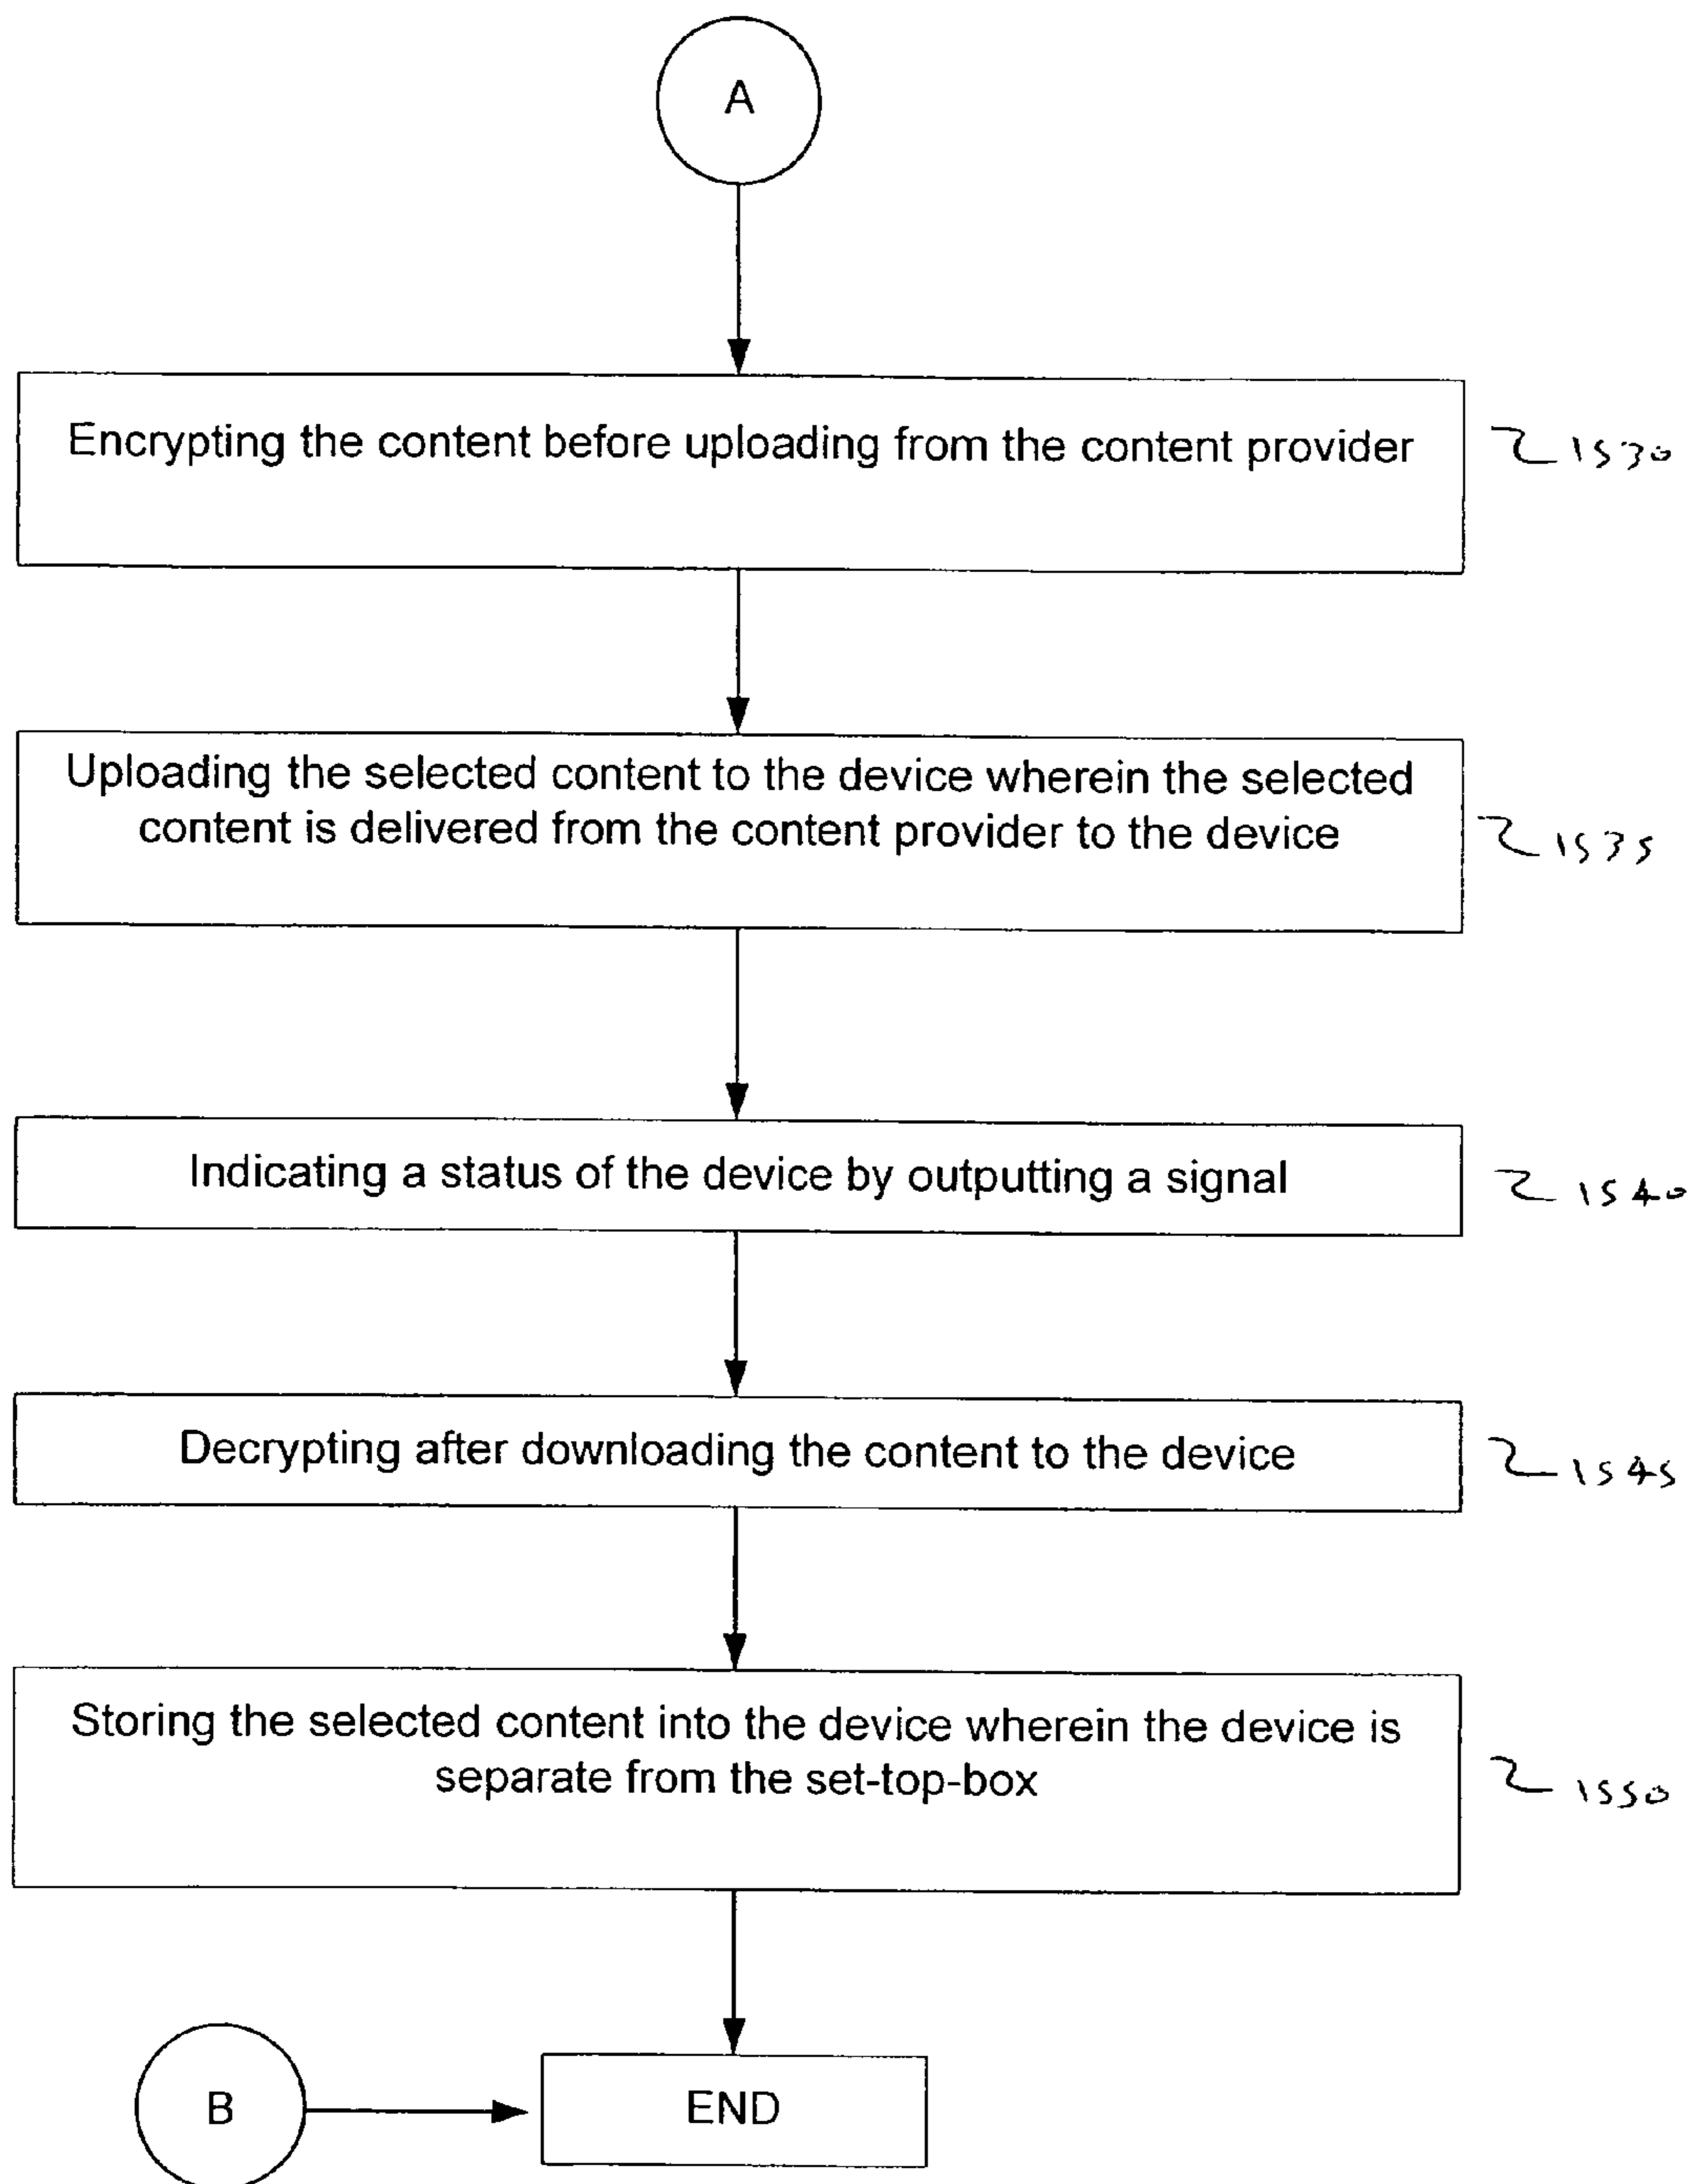 A
Encrypting the content before uploading from the content provider
1530
Uploading the selected content to the device wherein the selected
content is delivered from the content provider to the device
1535
Indicating a status of the device by outputting a signal
1540
Decrypting after downloading the content to the device
1545
Storing the selected content into the device wherein the device is
separate from the set-top-box
1550
B
END